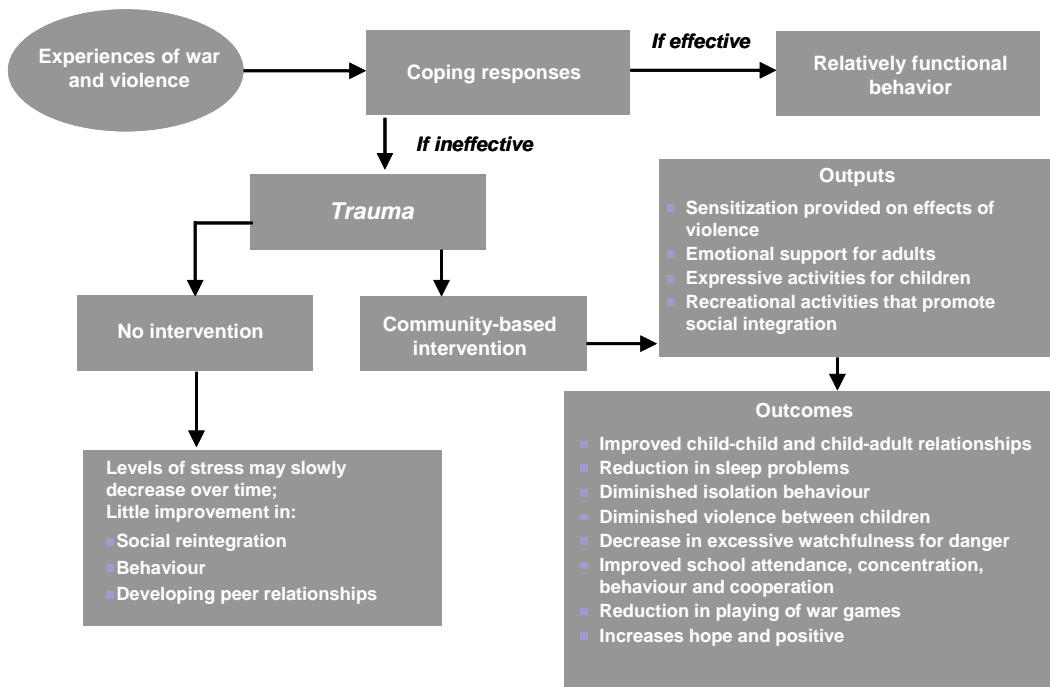 Experiences of war
and violence
Coping responses
If effective
Relatively functional
behavior
If ineffective
Trauma
Outputs
Sensitization provided on effects of
violence
Emotional support for adults
Expressive activities for children
Recreational activities that promote
social integration
No intervention
Community-based
intervention
Levels of stress may slowly
decrease over time;
Little improvement in:
Social reintegration
Behaviour
Developing peer relationships
Outcomes
Improved child-child and child-adult relationships
Reduction in sleep problems
Diminished isolation behaviour
Diminished violence between children
Decrease in excessive watchfulness for danger
Improved school attendance, concentration,
behaviour and cooperation
Reduction in playing of war games
Increases hope and positive